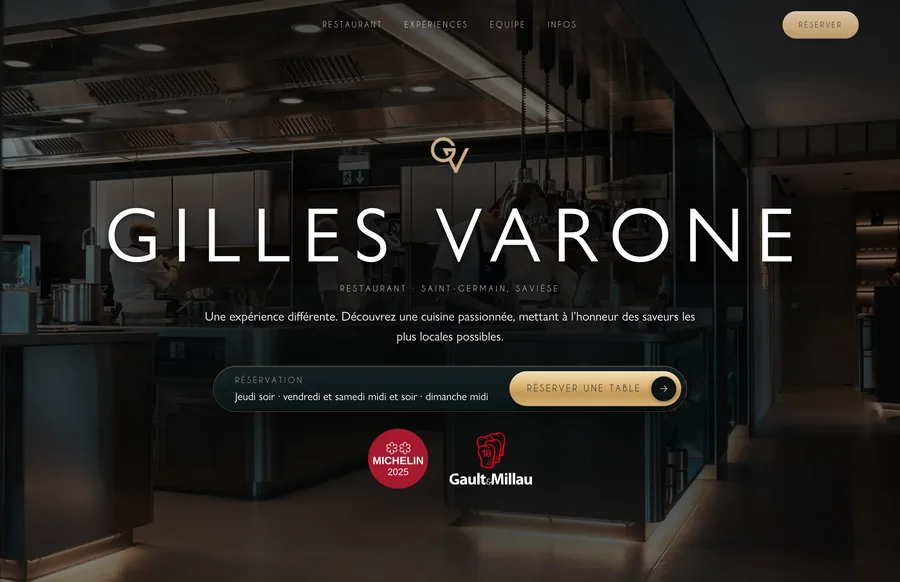 RESTAURANT EXPÉRIENCES ÉQUIPE INFOS RÉSERVER
GV
GILLES VARONE
RESTAURANT · SAINT-GERMAIN, SAVIÈSE
Une expérience différente. Découvrez une cuisine passionnée, mettant à l'honneur des saveurs les
plus locales possibles.
RÉSERVATION
Jeudi soir · vendredi et samedi midi et soir · dimanche midi
RÉSERVER UNE TABLE →
MICHELIN
2025
18
Gault&Millau